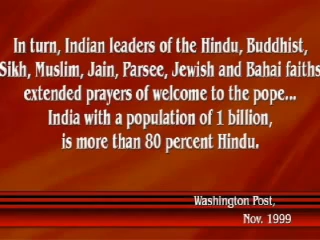 In turn, Indian leaders of the Hindu, Buddhist,
Sikh, Muslim, Jain, Parsee, Jewish and Bahai faiths
extended prayers of welcome to the pope...
India with a population of 1 billion,
is more than 80 percent Hindu.
Washington Post,
Nov. 1999